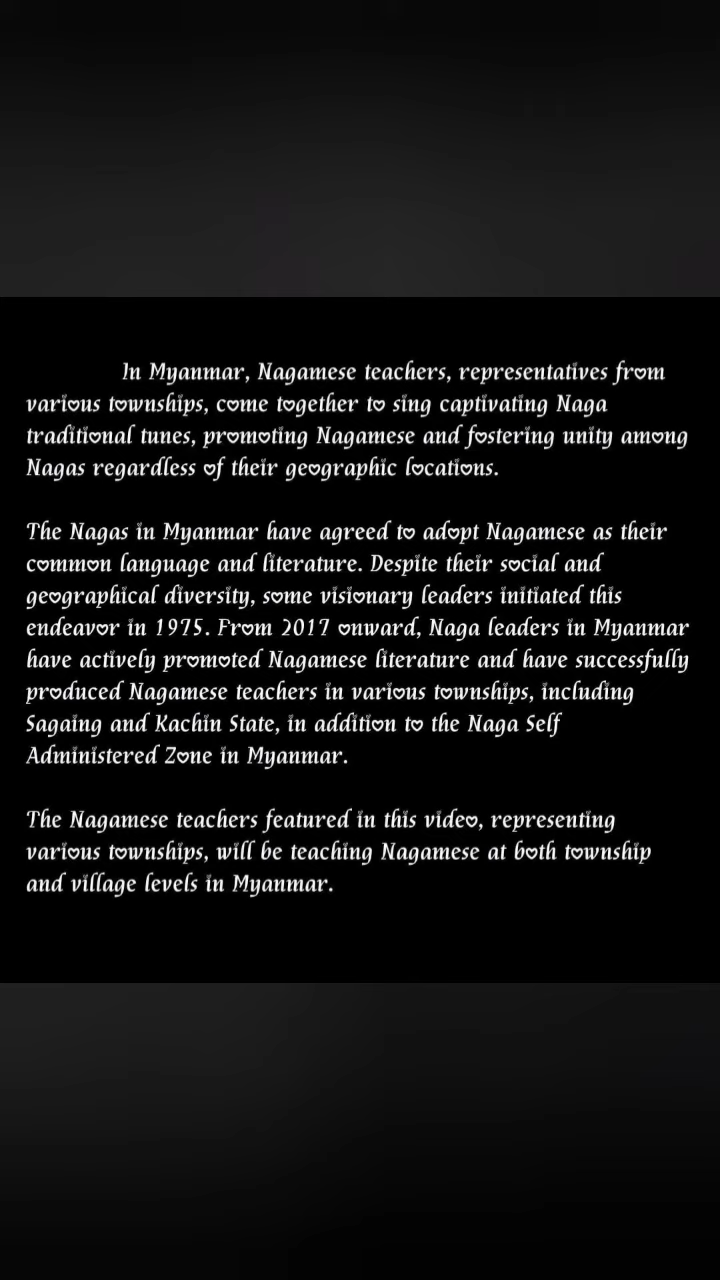 In Myanmar, Nagamese teachers, representatives from
various townships, come together to sing captivating Naga
traditional tunes, promoting Nagamese and fostering unity among
Nagas regardless of their geographic locations.
The Nagas in Myanmar have agreed to adopt Nagamese as their
common language and literature. Despite their social and
geographical diversity, some visionary leaders initiated this
endeavor in 1975. From 2017 onward, Naga leaders in Myanmar
have actively promoted Nagamese literature and have successfully
produced Nagamese teachers in various townships, including
Sagaing and Kachin State, in addition to the Naga Self
Administered Zone in Myanmar.
The Nagamese teachers featured in this video, representing
various townships, will be teaching Nagamese at both township
and village levels in Myanmar.